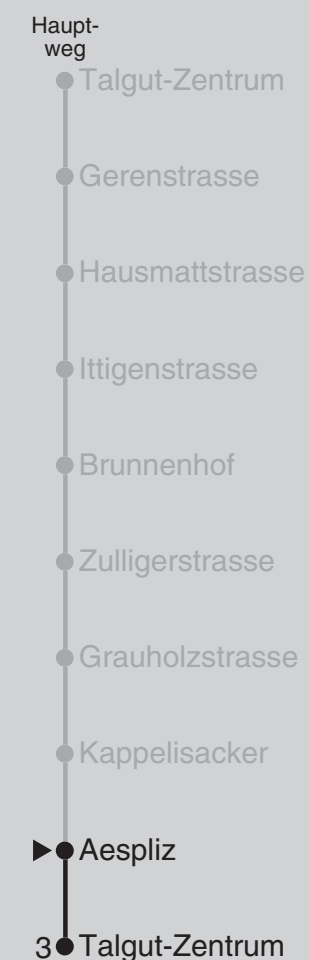 Haupt-
weg
Talgut-Zentrum
Gerenstrasse
Hausmattstrasse
Ittigenstrasse
Brunnenhof
Zulligerstrasse
Grauholzstrasse
Kappelisacker
Aespliz
3 Talgut-Zentrum